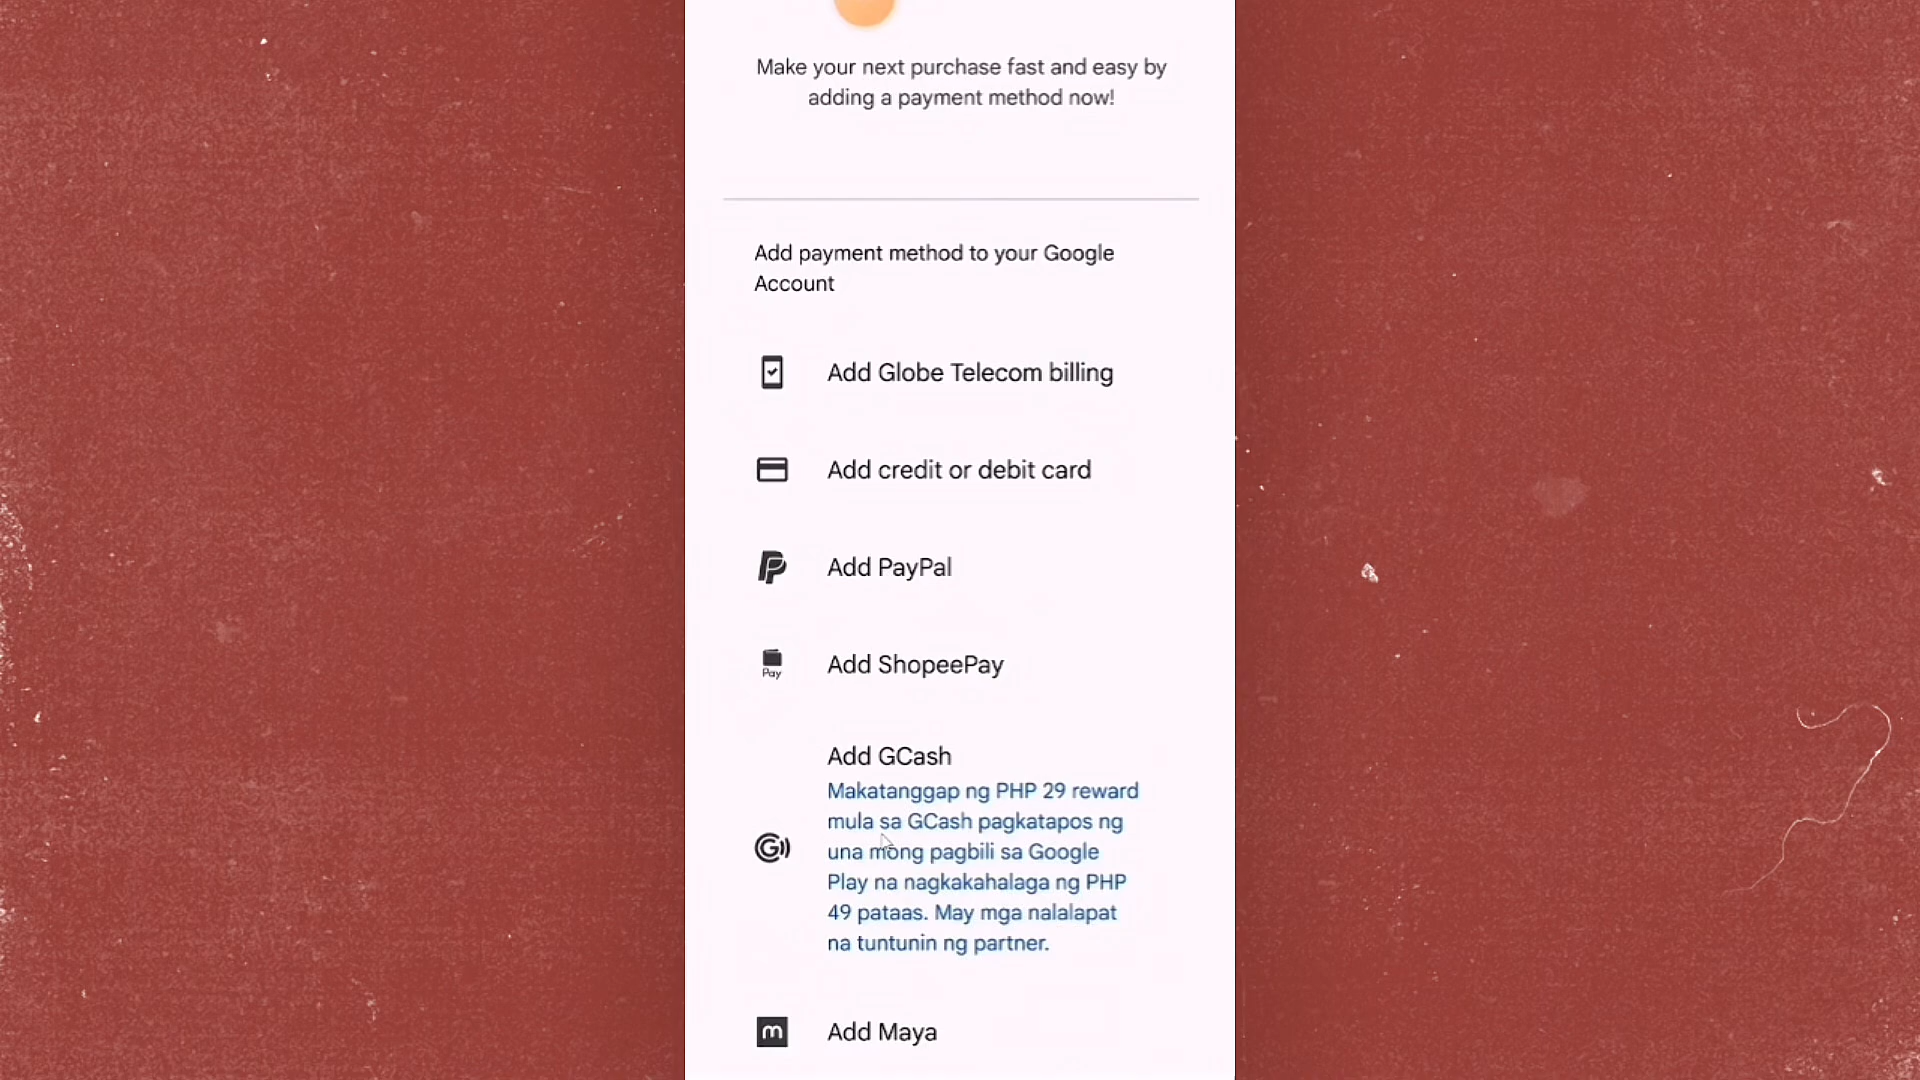 Make your next purchase fast and easy by
adding a payment method now!
Add payment method to your Google
Account
Add Globe Telecom billing
Add credit or debit card
Add PayPal
Pay
Add ShopeePay
Add GCash
Makatanggap ng PHP 29 reward
mula sa GCash pagkatapos ng
una mong pagbili sa Google
Play na nagkakahalaga ng PHP
49 pataas. May mga nalalapat
na tuntunin ng partner.
Add Maya